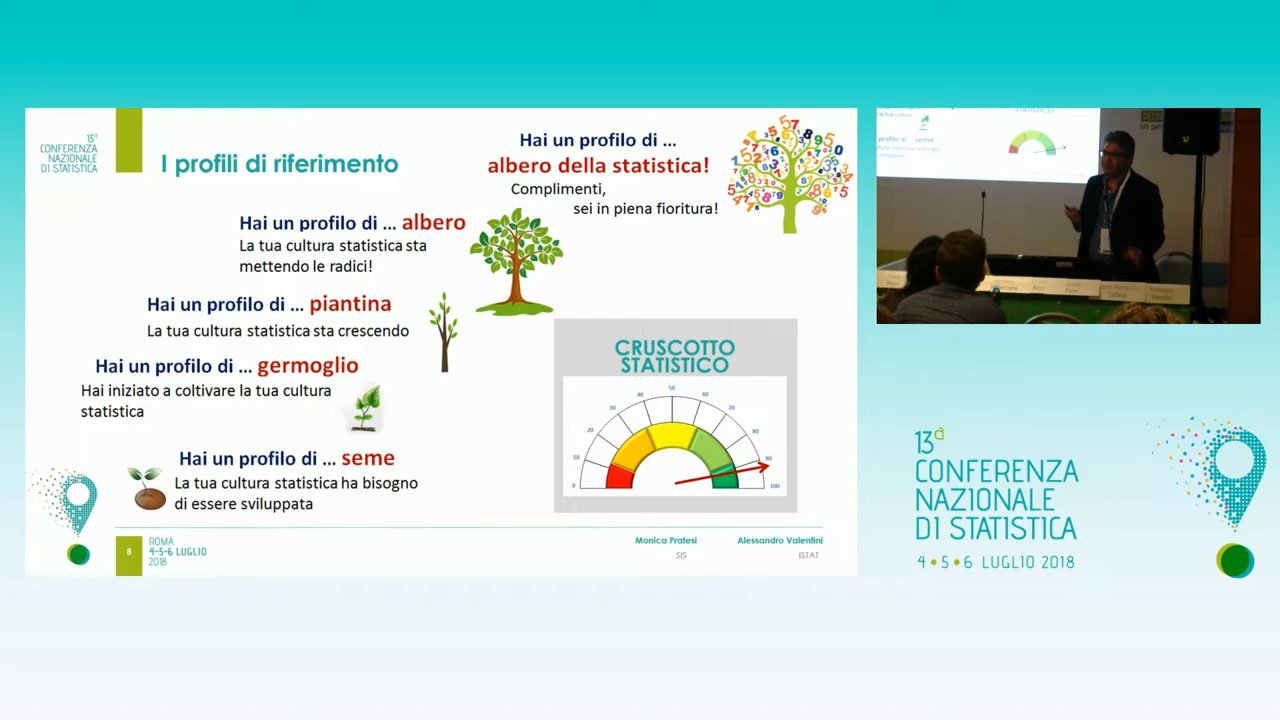 13ª
CONFERENZA
NAZIONALE
DI STATISTICA
I profili di riferimento
Hai un profilo di ...
albero della statistica!
Complimenti,
sei in piena fioritura!
Hai un profilo di ... albero
La tua cultura statistica sta
mettendo le radici!
Hai un profilo di ... piantina
La tua cultura statistica sta crescendo
Hai un profilo di ... germoglio
Hai iniziato a coltivare la tua cultura
statistica
Hai un profilo di ... seme
La tua cultura statistica ha bisogno
di essere sviluppata
CRUSCOTTO
STATISTICO
0
10
20
30
40
50
60
70
80
90
100
8
ROMA
4-5-6 LUGLIO
2018
Monica Pratesi
SIS
Alessandro Valentini
ISTAT
seme
13ª
CONFERENZA
NAZIONALE
DI STATISTICA
4 • 5 • 6 LUGLIO 2018